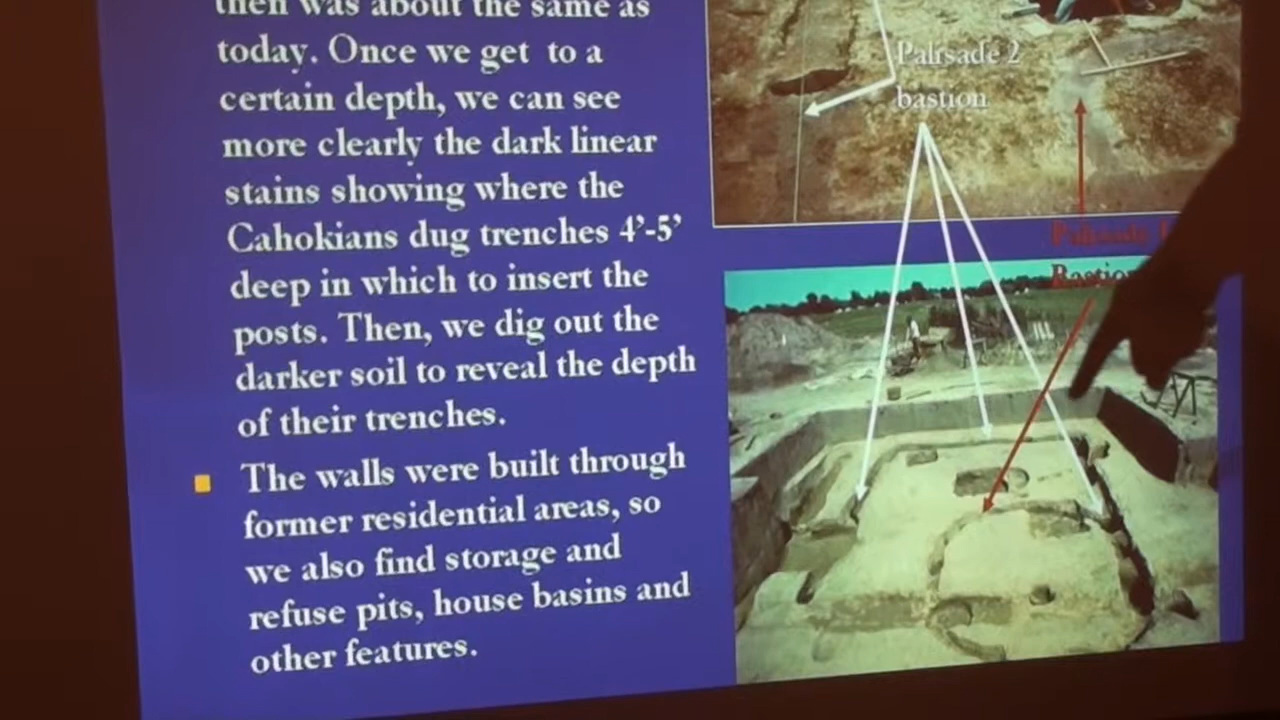 then was about the same as
today. Once we get to a
certain depth, we can see
more clearly the dark linear
stains showing where the
Cahokians dug trenches 4'-5'
deep in which to insert the
posts. Then, we dig out the
darker soil to reveal the depth
of their trenches.
The walls were built through
former residential areas, so
we also find storage and
refuse pits, house basins and
other features.
Palisade 2
bastion
Palisade 1
Bastion